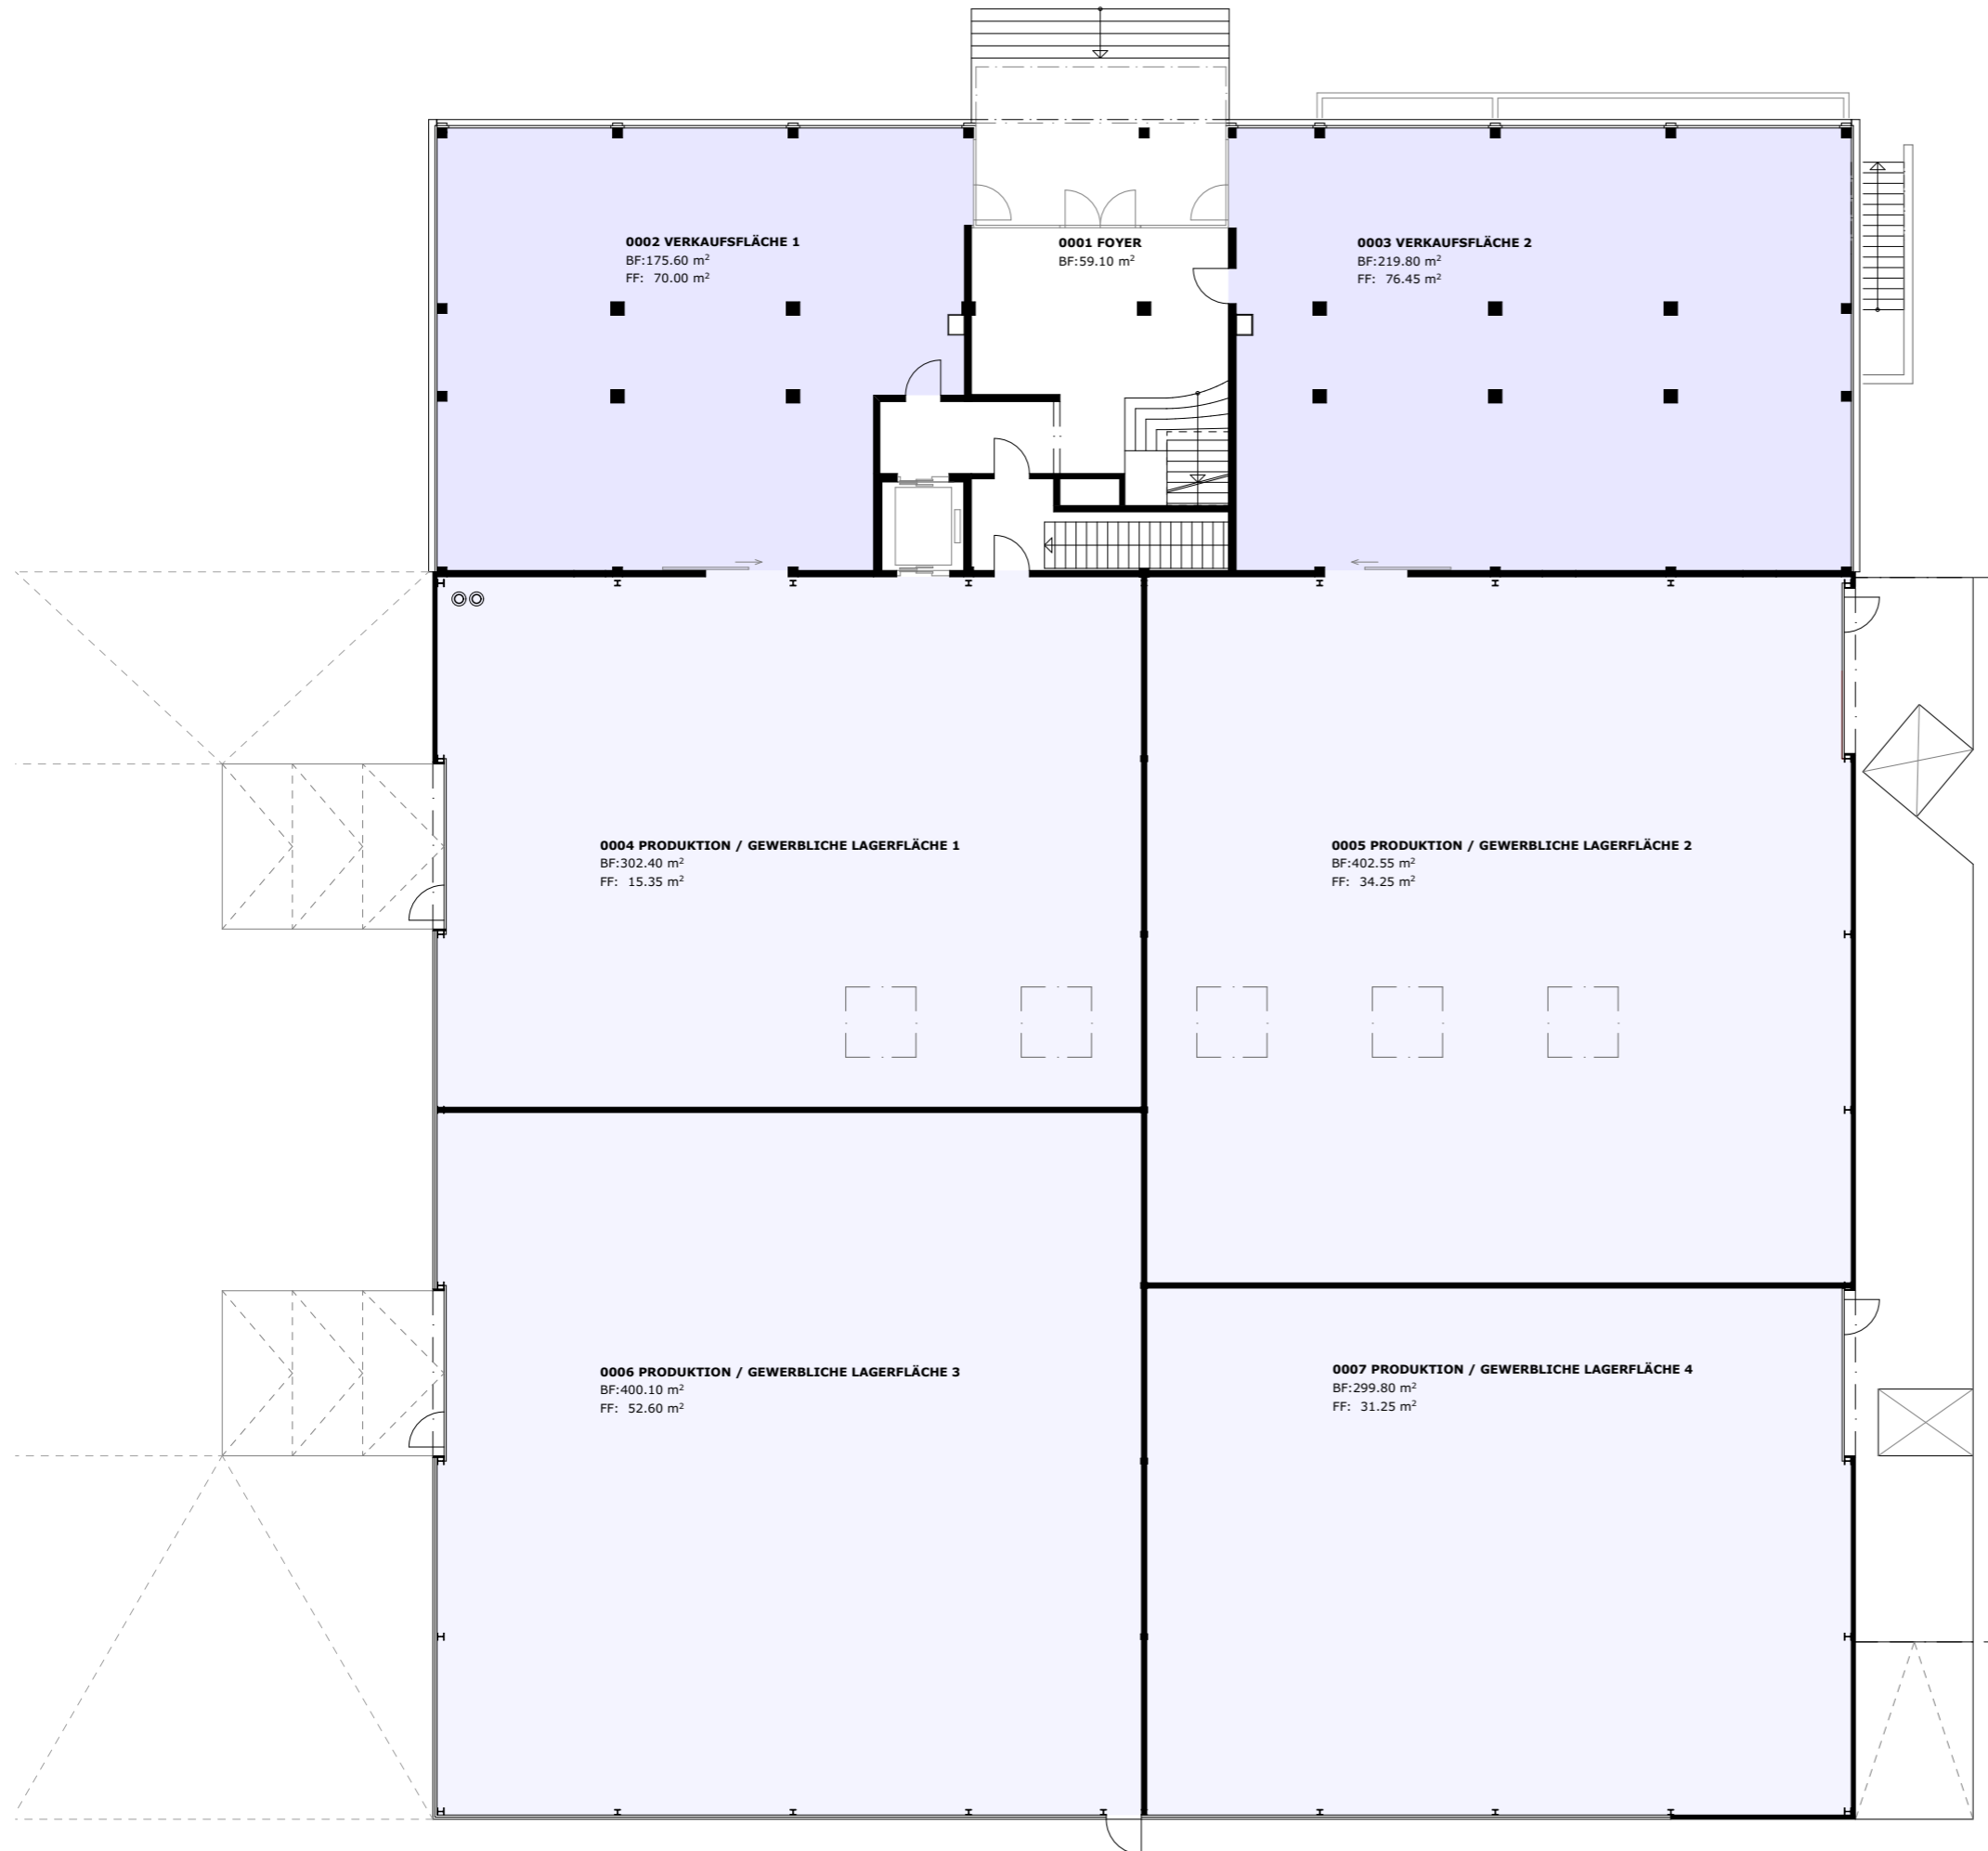 0002 VERKAUFSFLÄCHE 1
BF:175.60 m²
FF: 70.00 m²
0001 FOYER
BF:59.10 m²
0003 VERKAUFSFLÄCHE 2
BF:219.80 m²
FF: 76.45 m²
0004 PRODUKTION / GEWERBLICHE LAGERFLÄCHE 1
BF:302.40 m²
FF: 15.35 m²
0005 PRODUKTION / GEWERBLICHE LAGERFLÄCHE 2
BF:402.55 m²
FF: 34.25 m²
0006 PRODUKTION / GEWERBLICHE LAGERFLÄCHE 3
BF:400.10 m²
FF: 52.60 m²
0007 PRODUKTION / GEWERBLICHE LAGERFLÄCHE 4
BF:299.80 m²
FF: 31.25 m²